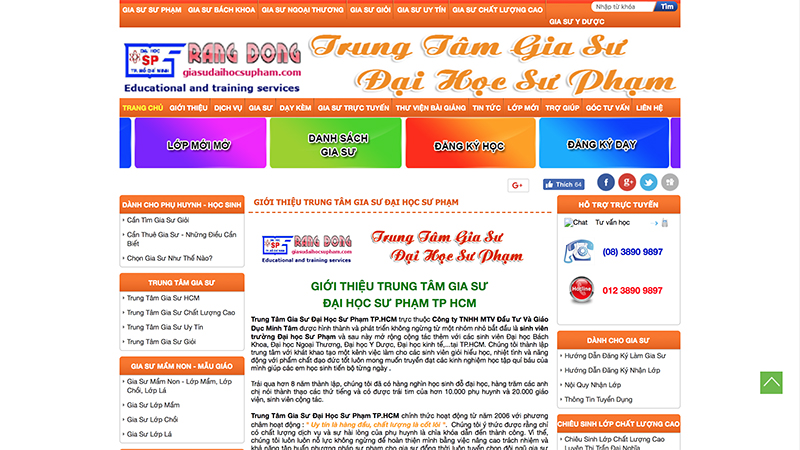 GIA SƯ SƯ PHẠM GIA SƯ BÁCH KHOA GIA SƯ NGOẠI THƯƠNG GIA SƯ GIỎI GIA SƯ UY TÍN GIA SƯ CHẤT LƯỢNG CAO
GIA SƯ Y DƯỢC
Nhập từ khóa Tìm
ĐẠI HỌC
SP
TP. HỒ CHÍ MINH
RẠNG ĐÔNG
giasudaihocsupham.com
Educational and training services
Trung Tâm Gia Sư
Đại Học Sư Phạm
TRANG CHỦ GIỚI THIỆU DỊCH VỤ GIA SƯ DẠY KÈM GIA SƯ TRỰC TUYẾN THƯ VIỆN BÀI GIẢNG TIN TỨC LỚP MỚI TRỢ GIÚP GÓC TƯ VẤN LIÊN HỆ
LỚP MỚI MỞ
DANH SÁCH
GIA SƯ
ĐĂNG KÝ HỌC
ĐĂNG KÝ DẠY
G+ Thích 64
DÀNH CHO PHỤ HUYNH - HỌC SINH
Cần Tìm Gia Sư Giỏi
Cần Thuê Gia Sư - Những Điều Cần
Biết
Chọn Gia Sư Như Thế Nào?
TRUNG TÂM GIA SƯ
Trung Tâm Gia Sư HCM
Trung Tâm Gia Sư Chất Lượng Cao
Trung Tâm Gia Sư Uy Tín
Trung Tâm Gia Sư Giỏi
GIA SƯ MẦM NON - MẪU GIÁO
Gia Sư Mầm Non - Lớp Mầm, Lớp
Chồi, Lớp Lá
Gia Sư Lớp Mầm
Gia Sư Lớp Chồi
Gia Sư Lớp Lá
GIỚI THIỆU TRUNG TÂM GIA SƯ ĐẠI HỌC SƯ PHẠM
SP
RẠNG ĐÔNG
giasudaihocsupham.com
Educational and training services
Trung Tâm Gia Sư
Đại Học Sư Phạm
GIỚI THIỆU TRUNG TÂM GIA SƯ
ĐẠI HỌC SƯ PHẠM TP HCM
Trung Tâm Gia Sư Đại Học Sư Phạm TP.HCM trực thuộc Công ty TNHH MTV Đầu Tư Và Giáo
Dục Minh Tâm được hình thành và phát triển không ngừng từ một nhóm nhỏ bắt đầu là sinh viên
trường Đại học Sư Phạm và sau này mở rộng cộng tác thêm với các sinh viên Đại học Bách
Khoa, Đại học Ngoại Thương, Đại học Y Dược, Đại học kinh tế,...tại TP.HCM. Chúng tôi thành lập
trung tâm với khát khao tạo một kênh việc làm cho các sinh viên giỏi hiếu học, nhiệt tình và năng
động với phẩm chất đạo đức tốt luôn mong muốn truyền đạt các kinh nghiệm học tập quí báu của
mình giúp các em học sinh tiến bộ từng ngày .
Trải qua hơn 8 năm thành lập, chúng tôi đã có hàng nghìn học sinh đỗ đại học, hàng trăm các anh
chị nói thành thạo các thứ tiếng và có được trái tim của hơn 10.000 phụ huynh và 20.000 giáo
viên, sinh viên cộng tác.
Trung Tâm Gia Sư Đại Học Sư Phạm TP.HCM chính thức hoạt động từ năm 2006 với phương
châm hoạt động : " Uy tín là hàng đầu, chất lượng là cốt lõi ". Chúng tôi ý thức được rằng chỉ
có chất lượng dịch vụ và sự hài lòng của phụ huynh là chìa khóa dẫn đến thành công. Vì thế,
chúng tôi luôn luôn nỗ lực không ngừng để hoàn thiện mình bằng việc nâng cao trách nhiệm và
HỖ TRỢ TRỰC TUYẾN
Chat Tư vấn học
(08) 3890 9897
Hotline
012 3890 9897
DÀNH CHO GIA SƯ
Hướng Dẫn Đăng Ký Làm Gia Sư
Hướng Dẫn Đăng Ký Nhận Lớp
Nội Quy Nhận Lớp
Thông Tin Tuyển Dụng
CHIÊU SINH LỚP CHẤT LƯỢNG CAO
Chiêu Sinh Lớp Chất Lượng Cao
Luyện Thi Trần Đại Nghĩa